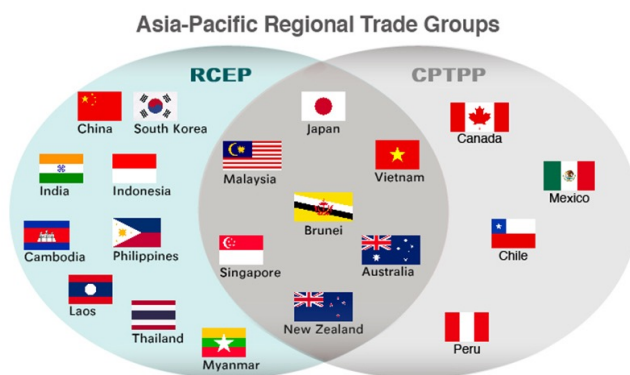 Asia-Pacific Regional Trade Groups
RCEP
CPTPP
China
South Korea
Japan
Canada
India
Indonesia
Malaysia
Vietnam
Mexico
Cambodia
Philippines
Brunei
Singapore
Australia
Chile
Laos
Thailand
Myanmar
New Zealand
Peru